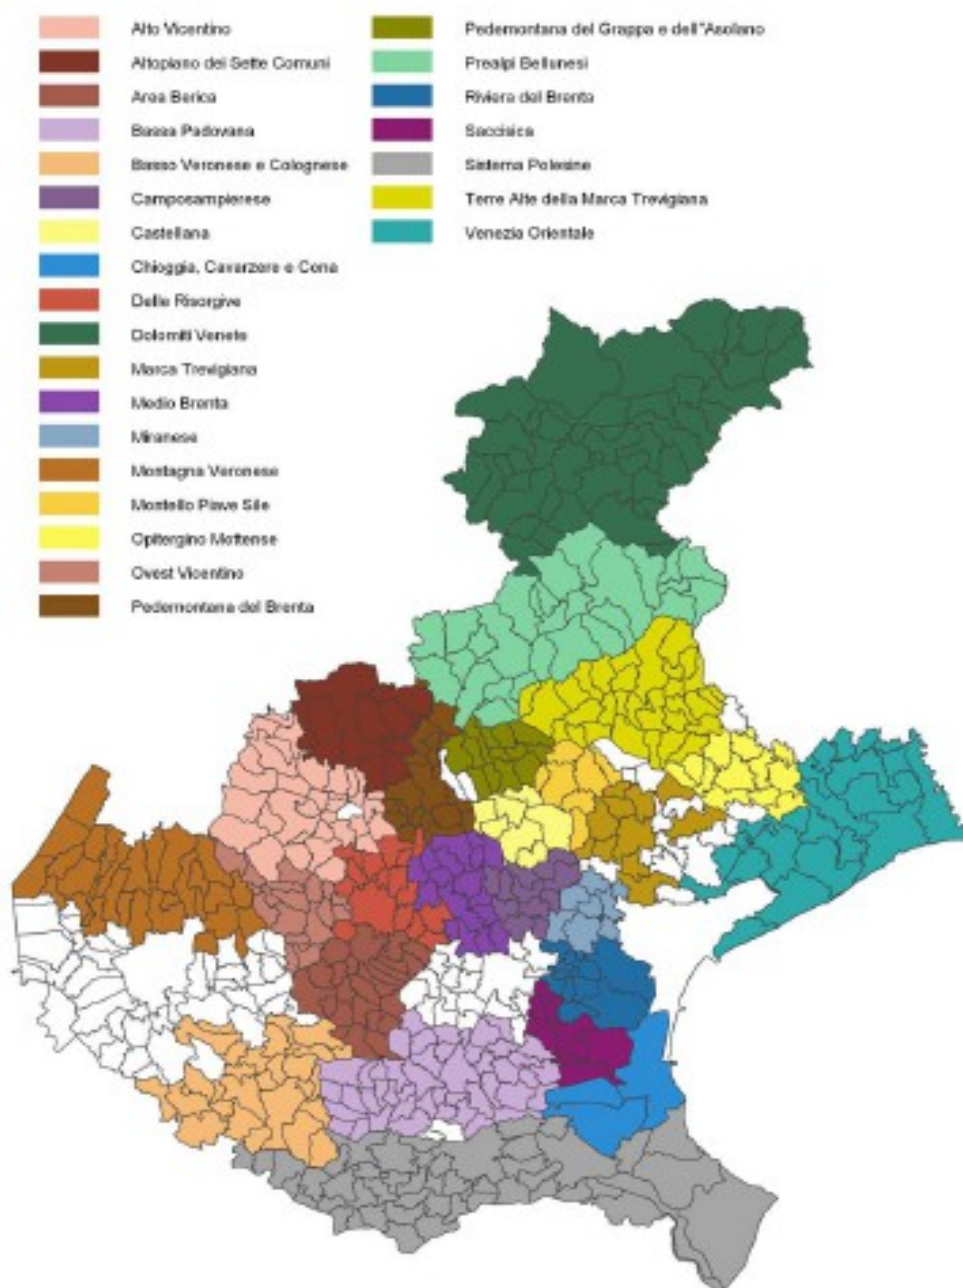 Alto Vicentino
Altopiano dei Sette Comuni
Area Berica
Bassa Padovana
Basso Veronese e Colognese
Camposampierese
Castellana
Chioggia, Cavarzere e Cona
Delle Risorgive
Dolomiti Venete
Marca Trevigiana
Medio Brenta
Miranese
Montagna Veronese
Montello Piave Sile
Opitergino Mottense
Ovest Vicentino
Pedemontana del Brenta
Pedemontana del Grappa e dell"Asolano
Prealpi Bellunesi
Riviera del Brenta
Saccisica
Sistema Polesine
Terre Alte della Marca Trevigiana
Venezia Orientale